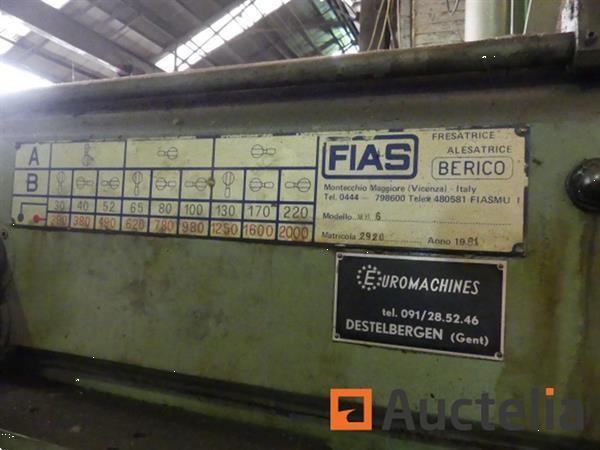 A
B
30 40 52 65 80 100 130 170 220
280 380 490 620 780 980 1250 1600 2000
FIAS
FRESATRICE
ALESATRICE
BERICO
Montecchio Maggiore (Vicenza) - Italy
Tel. 0444 - 798600 Telex 480581 FIASMU I
Modello 6
Matricola 2920 Anno 1981
EUROMACHINES
tel. 091/28.52.46
DESTELBERGEN (Gent)
Auctelia